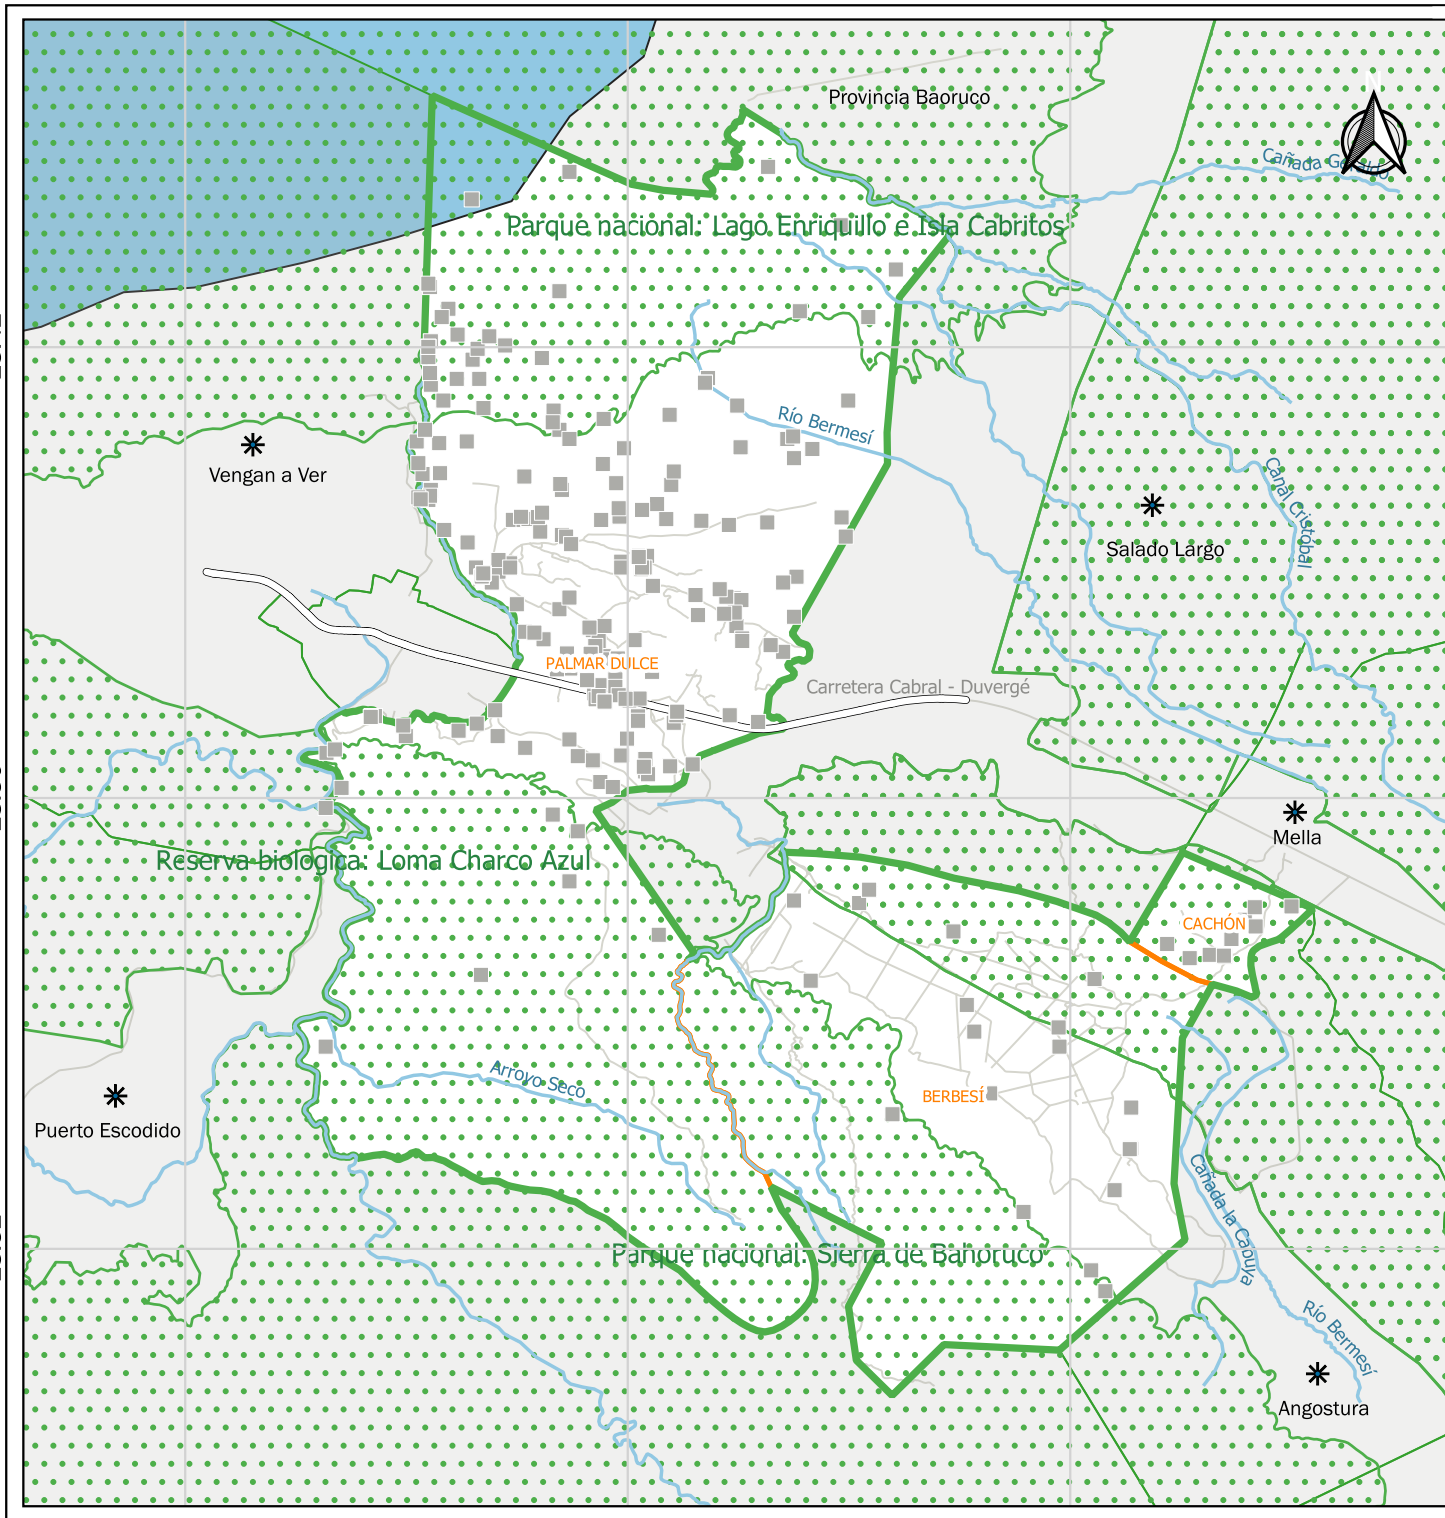 N
Provincia Baoruco
Cañada Geraldo
Parque nacional: Lago Enriquillo e Isla Cabritos
Río Bermesí
Vengan a Ver
Canal Cristóbal
Salado Largo
PALMAR DULCE
Carretera Cabral - Duvergé
Mella
Reserva biologica: Loma Charco Azul
CACHÓN
Arroyo Seco
BERBESÍ
Puerto Escodido
Cañada la Cabuya
Parque nacional: Sierra de Bahoruco
Río Bermesí
Angostura